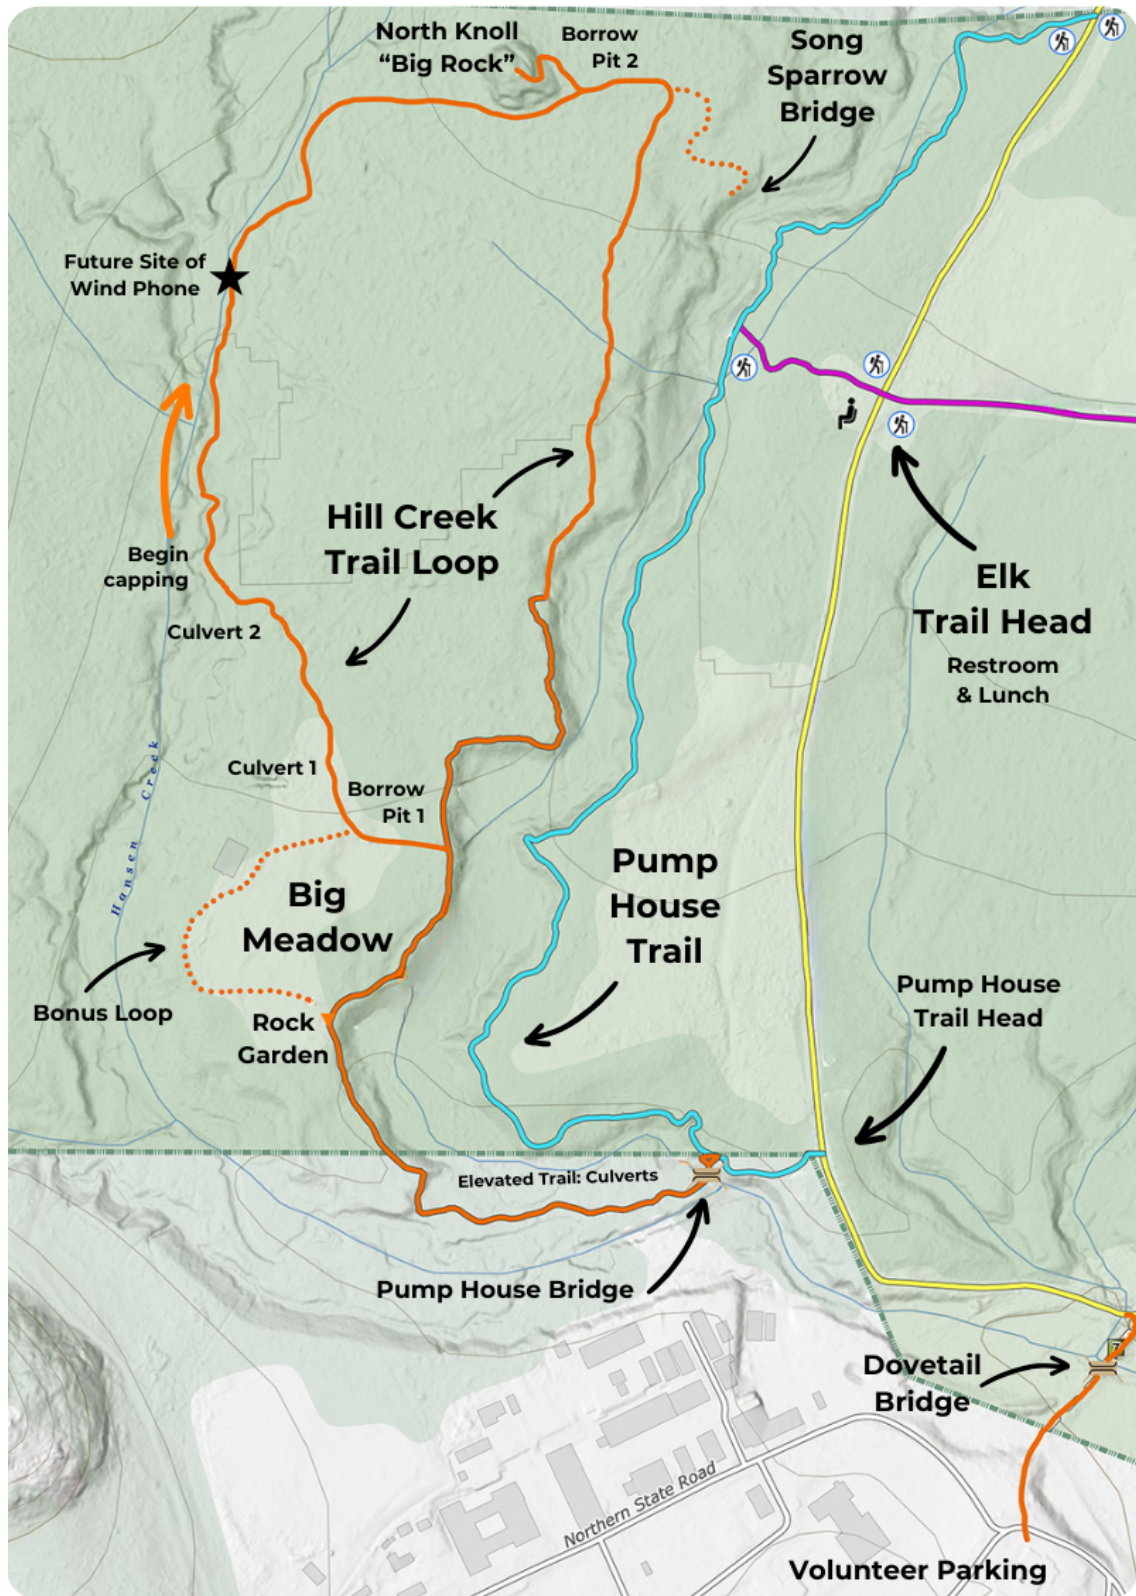 North Knoll
“Big Rock”
Borrow
Pit 2
Song
Sparrow
Bridge
Future Site of
Wind Phone
Hill Creek
Trail Loop
Begin
capping
Elk
Trail Head
Restroom
& Lunch
Culvert 2
Culvert 1
Borrow
Pit 1
Hansen Creek
Big
Meadow
Pump
House
Trail
Bonus Loop
Rock
Garden
Pump House
Trail Head
Elevated Trail: Culverts
Pump House Bridge
Dovetail
Bridge
Northern State Road
Volunteer Parking